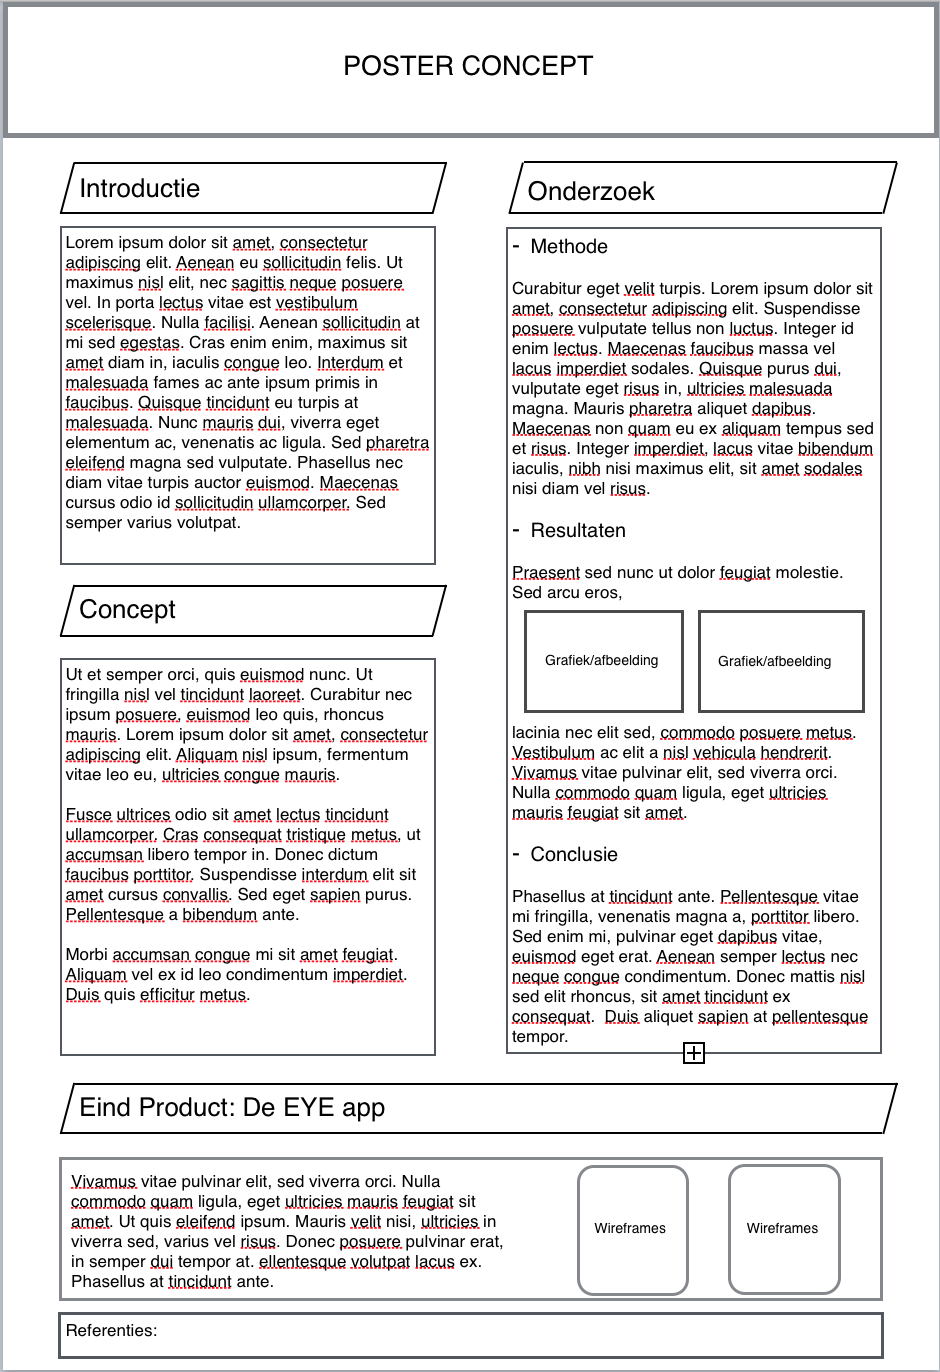 POSTER CONCEPT
Introductie
Lorem ipsum dolor sit amet, consectetur
adipiscing elit. Aenean eu sollicitudin felis. Ut
maximus nisl elit, nec sagittis neque posuere
vel. In porta lectus vitae est vestibulum
scelerisque. Nulla facilisi. Aenean sollicitudin at
mi sed egestas. Cras enim enim, maximus sit
amet diam in, iaculis congue leo. Interdum et
malesuada fames ac ante ipsum primis in
faucibus. Quisque tincidunt eu turpis at
malesuada. Nunc mauris dui, viverra eget
elementum ac, venenatis ac ligula. Sed pharetra
eleifend magna sed vulputate. Phasellus nec
diam vitae turpis auctor euismod. Maecenas
cursus odio id sollicitudin ullamcorper. Sed
semper varius volutpat.
Concept
Ut et semper orci, quis euismod nunc. Ut
fringilla nisl vel tincidunt laoreet. Curabitur nec
ipsum posuere, euismod leo quis, rhoncus
mauris. Lorem ipsum dolor sit amet, consectetur
adipiscing elit. Aliquam nisl ipsum, fermentum
vitae leo eu, ultricies congue mauris.
Fusce ultrices odio sit amet lectus tincidunt
ullamcorper. Cras consequat tristique metus, ut
accumsan libero tempor in. Donec dictum
faucibus porttitor. Suspendisse interdum elit sit
amet cursus convallis. Sed eget sapien purus.
Pellentesque a bibendum ante.
Morbi accumsan congue mi sit amet feugiat.
Aliquam vel ex id leo condimentum imperdiet.
Duis quis efficitur metus.
Onderzoek
- Methode
Curabitur eget velit turpis. Lorem ipsum dolor sit
amet, consectetur adipiscing elit. Suspendisse
posuere vulputate tellus non luctus. Integer id
enim lectus. Maecenas faucibus massa vel
lacus imperdiet sodales. Quisque purus dui,
vulputate eget risus in, ultricies malesuada
magna. Mauris pharetra aliquet dapibus.
Maecenas non quam eu ex aliquam tempus sed
et risus. Integer imperdiet, lacus vitae bibendum
iaculis, nibh nisi maximus elit, sit amet sodales
nisi diam vel risus.
- Resultaten
Praesent sed nunc ut dolor feugiat molestie.
Sed arcu eros,
Grafiek/afbeelding
Grafiek/afbeelding
lacinia nec elit sed, commodo posuere metus.
Vestibulum ac elit a nisl vehicula hendrerit.
Vivamus vitae pulvinar elit, sed viverra orci.
Nulla commodo quam ligula, eget ultricies
mauris feugiat sit amet.
- Conclusie
Phasellus at tincidunt ante. Pellentesque vitae
mi fringilla, venenatis magna a, porttitor libero.
Sed enim mi, pulvinar eget dapibus vitae,
euismod eget erat. Aenean semper lectus nec
neque congue condimentum. Donec mattis nisl
sed elit rhoncus, sit amet tincidunt ex
consequat.  Duis aliquet sapien at pellentesque
tempor.
Eind Product: De EYE app
Vivamus vitae pulvinar elit, sed viverra orci. Nulla
commodo quam ligula, eget ultricies mauris feugiat sit
amet. Ut quis eleifend ipsum. Mauris velit nisi, ultricies in
viverra sed, varius vel risus. Donec posuere pulvinar erat,
in semper dui tempor at. ellentesque volutpat lacus ex.
Phasellus at tincidunt ante.
Wireframes
Wireframes
Referenties: